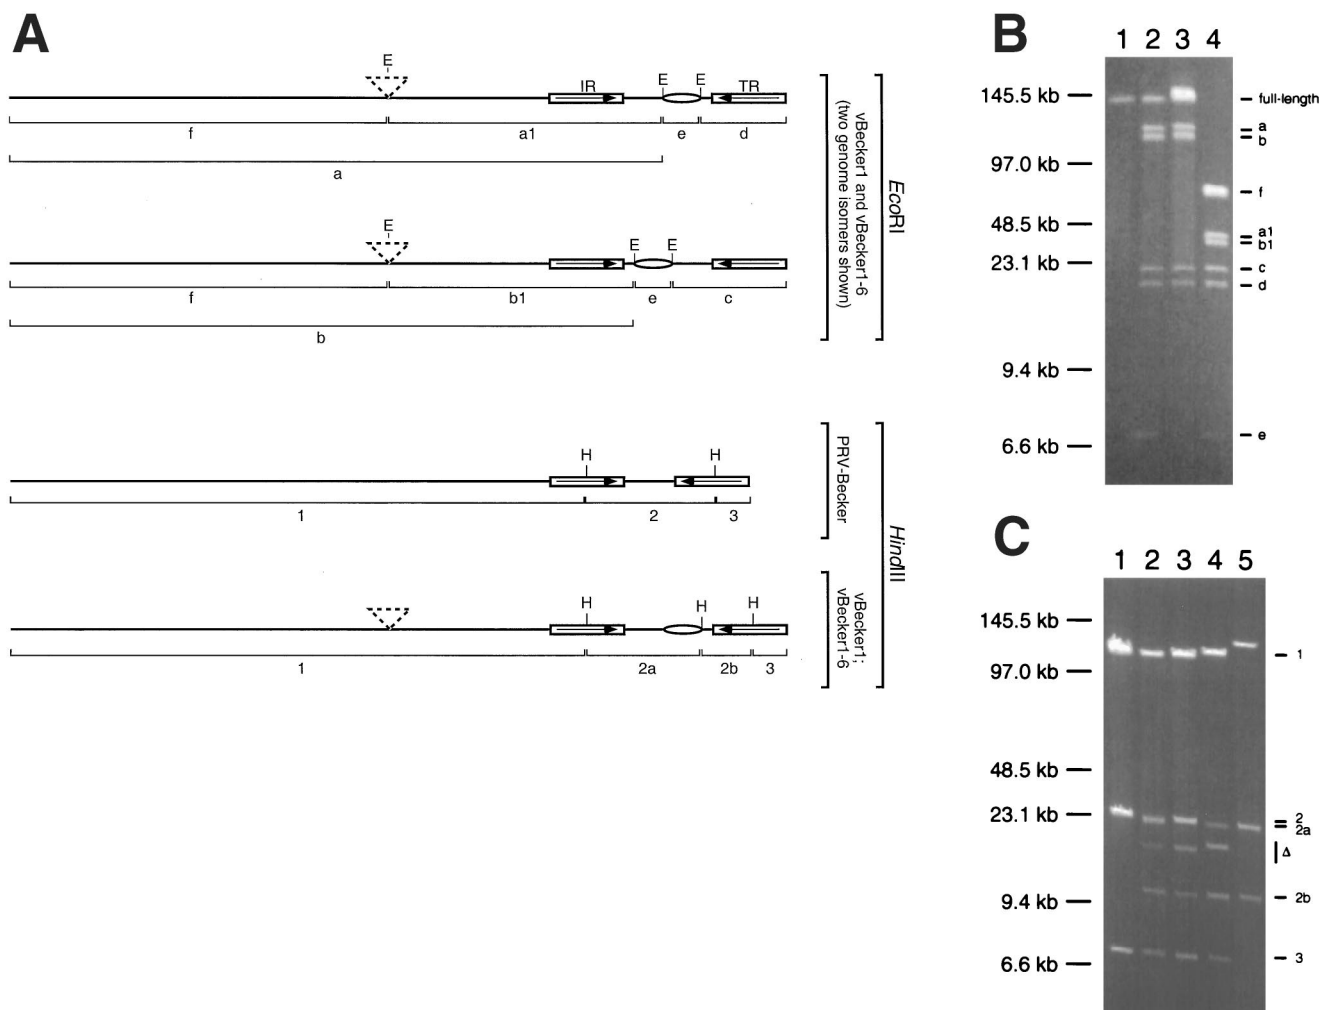 A
E
IR
E
E
TR
f
a1
e
d
a
vBecker1 and vBecker1-6
(two genome isomers shown)
EcoRI
E
E
E
f
b1
e
c
b
H
H
1
2
3
PRV-Becker
HindIII
H
H
H
1
2a
2b
3
vBecker1;
vBecker1-6
B
1 2 3 4
145.5 kb
97.0 kb
48.5 kb
23.1 kb
9.4 kb
6.6 kb
full-length
a
b
f
a1
b1
c
d
e
C
1 2 3 4 5
145.5 kb
97.0 kb
48.5 kb
23.1 kb
9.4 kb
6.6 kb
1
2
2a
Δ
2b
3